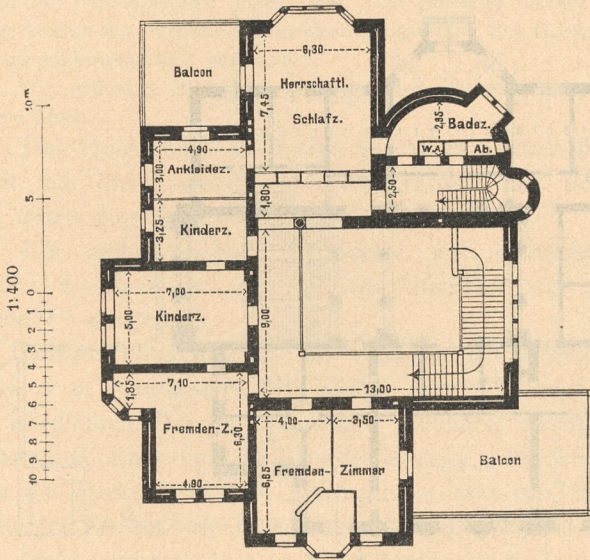 Balcon
6,30
Herrschaftl.
Schlafz.
7,45
2,85
Badez.
W.A.
Ab.
4,90
Ankleidez.
3,00
1,80
2,50
3,25
Kinderz.
7,00
Kinderz.
5,00
9,00
13,00
7,10
1,85
Fremden-Z.
6,30
4,90
4,00
3,50
Fremden-
Zimmer
6,85
Balcon
1:400
10m
5
0
1
2
3
4
5
6
7
8
9
10